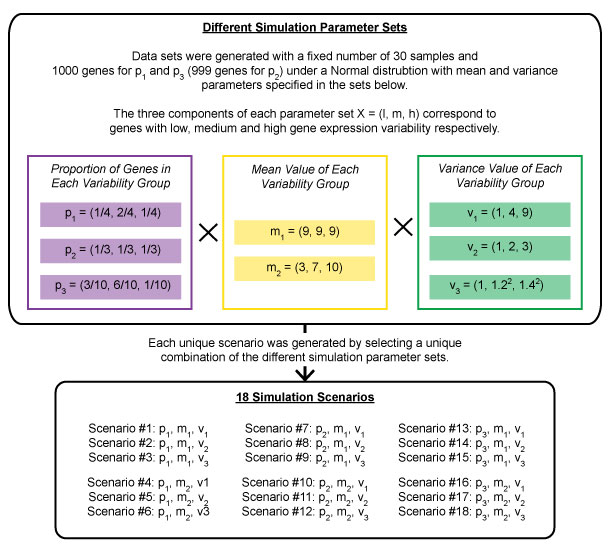 Different Simulation Parameter Sets
Data sets were generated with a fixed number of 30 samples and
1000 genes for p₁ and p₃ (999 genes for p₂) under a Normal distrubtion with mean and variance
parameters specified in the sets below.
The three components of each parameter set X = (l, m, h) correspond to
genes with low, medium and high gene expression variability respectively.
Proportion of Genes in
Each Variability Group
p₁ = (1/4, 2/4, 1/4)
p₂ = (1/3, 1/3, 1/3)
p₃ = (3/10, 6/10, 1/10)
×
Mean Value of Each
Variability Group
m₁ = (9, 9, 9)
m₂ = (3, 7, 10)
×
Variance Value of Each
Variability Group
v₁ = (1, 4, 9)
v₂ = (1, 2, 3)
v₃ = (1, 1.2², 1.4²)
Each unique scenario was generated by selecting a unique
combination of the different simulation parameter sets.
18 Simulation Scenarios
Scenario #1: p₁, m₁, v₁
Scenario #2: p₁, m₁, v₂
Scenario #3: p₁, m₁, v₃
Scenario #4: p₁, m₂, v1
Scenario #5: p₁, m₂, v₂
Scenario #6: p₁, m₂, v3
Scenario #7: p₂, m₁, v₁
Scenario #8: p₂, m₁, v₂
Scenario #9: p₂, m₁, v₃
Scenario #10: p₂, m₂, v₁
Scenario #11: p₂, m₂, v₂
Scenario #12: p₂, m₂, v₃
Scenario #13: p₃, m₁, v₁
Scenario #14: p₃, m₁, v₂
Scenario #15: p₃, m₁, v₃
Scenario #16: p₃, m₂, v₁
Scenario #17: p₃, m₂, v₂
Scenario #18: p₃, m₂, v₃